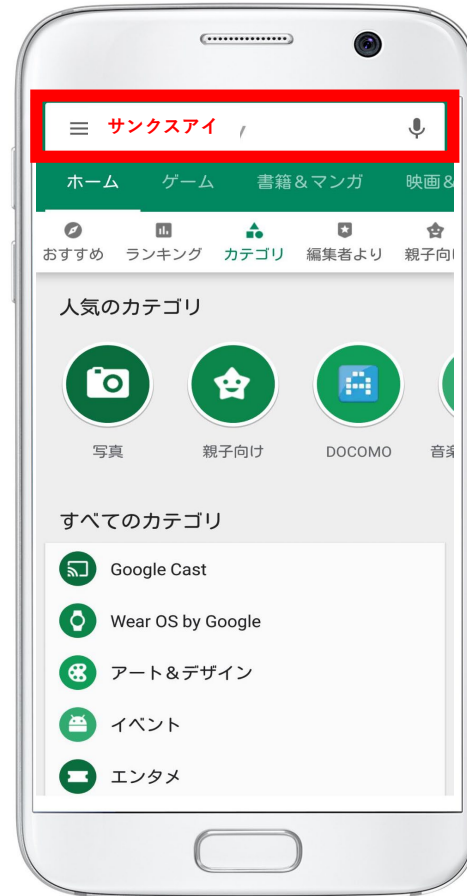 サンクスアイ
ホーム ゲーム 書籍&マンガ 映画&
おすすめ ランキング カテゴリ 編集者より 親子向
人気のカテゴリ
写真 親子向け DOCOMO 音楽
すべてのカテゴリ
Google Cast
Wear OS by Google
アート&デザイン
イベント
エンタメ